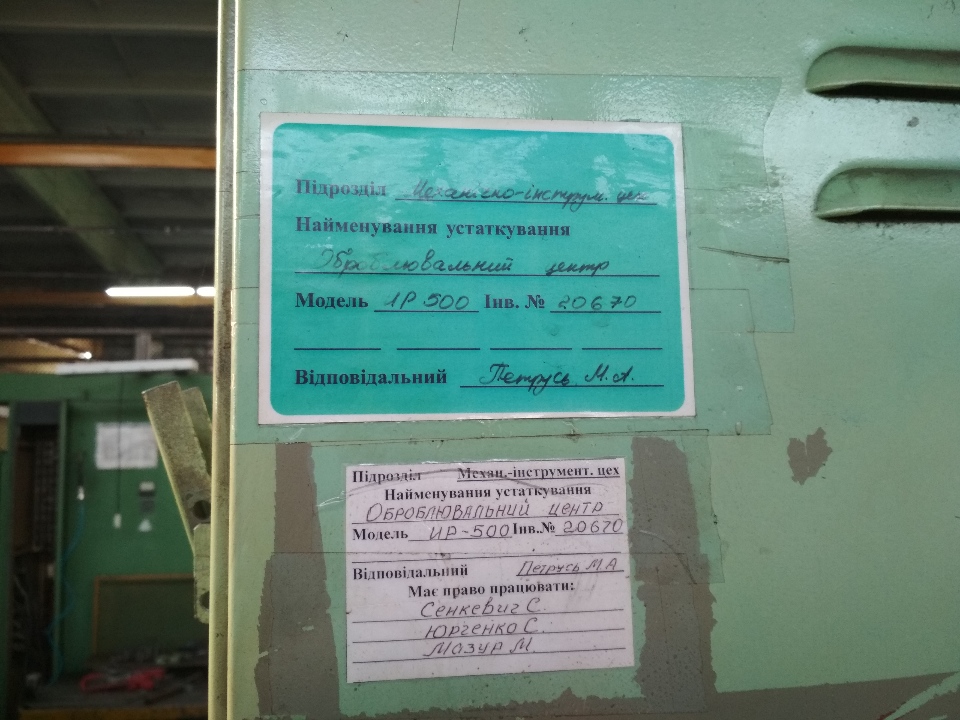 Підрозділ Механічно-інструм. цех
Найменування устаткування
Оброблювальний центр
Модель ІР 500 Інв. № 20670
Відповідальний Петрусь М.А.
Підрозділ Механ.-інструмент. цех
Найменування устаткування
ОБРОБЛЮВАЛЬНИЙ ЦЕНТР
Модель ИР-500 Інв.№ 20670
Відповідальний Петрусь М.А
Має право працювати:
Сенкевич С.
Юрченко С.
Мазур М.